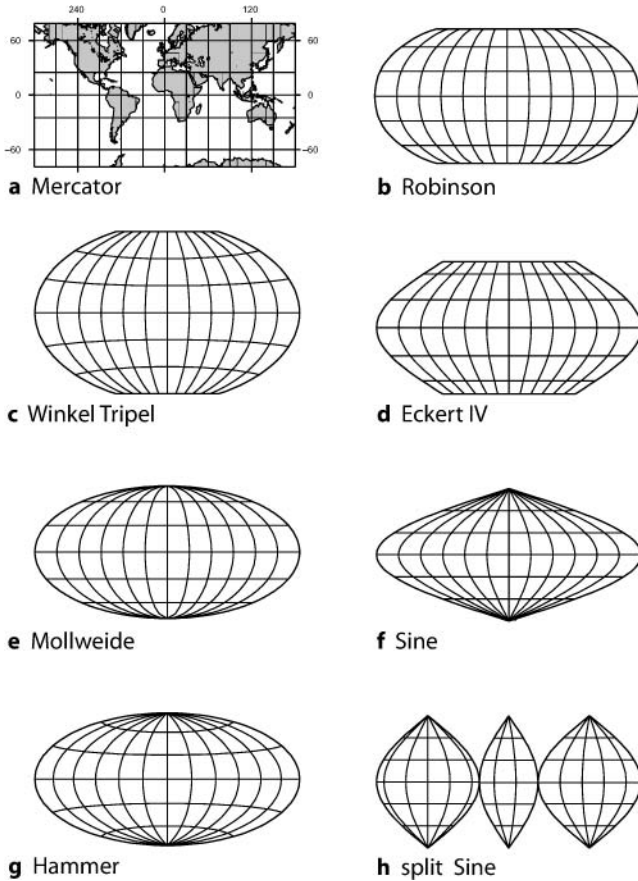 240 0 120
60 60
0 0
−60 −60
a Mercator
b Robinson
c Winkel Tripel
d Eckert IV
e Mollweide
f Sine
g Hammer
h split Sine